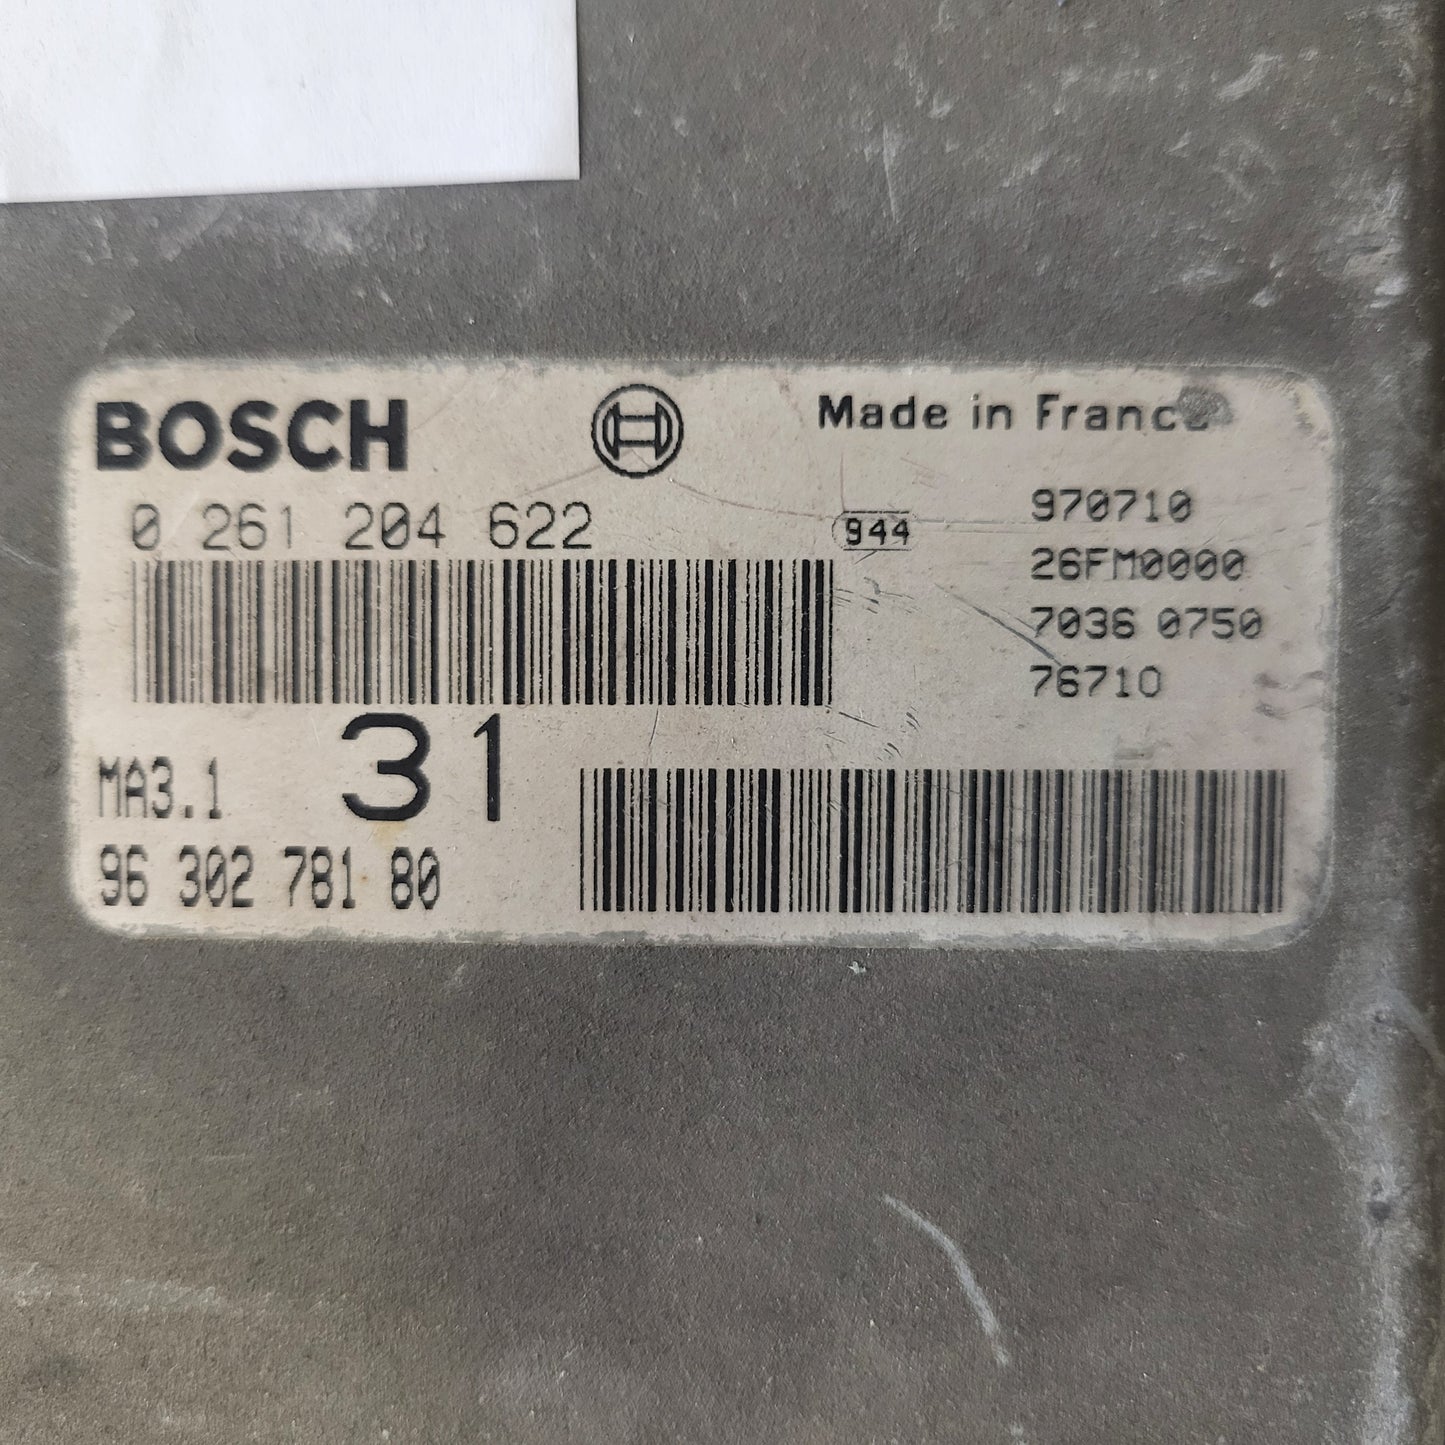 BOSCH
Made in France
0 261 204 622
944
970710
26FM0000
7036 0750
76710
31
MA3.1
96 302 781 80